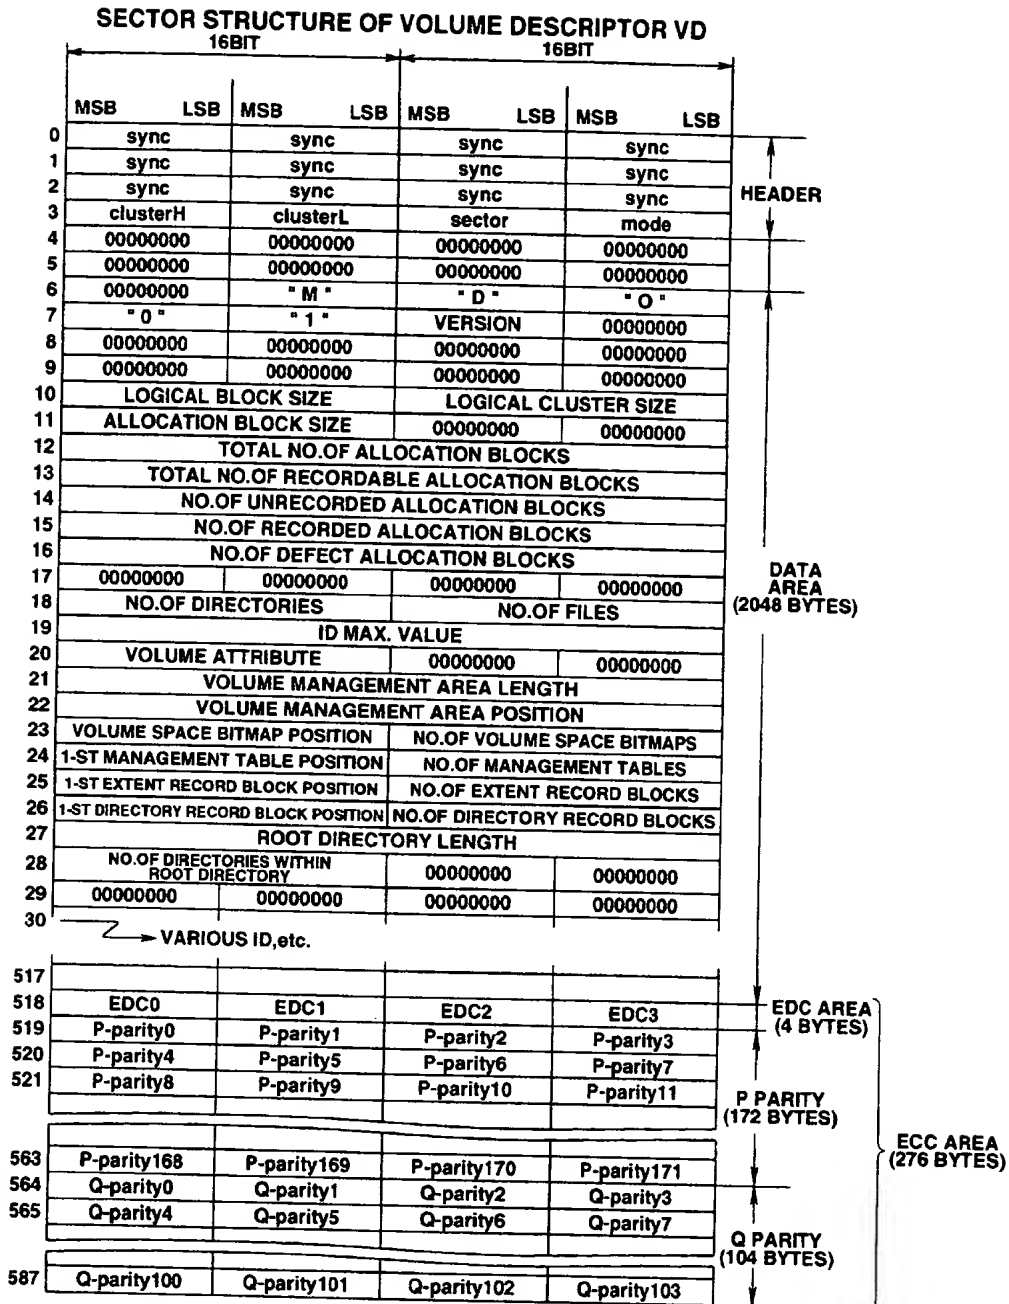 SECTOR STRUCTURE OF VOLUME DESCRIPTOR VD
16BIT 16BIT
MSB LSB MSB LSB MSB LSB MSB LSB
0 sync sync sync sync
1 sync sync sync sync
2 sync sync sync sync HEADER
3 clusterH clusterL sector mode
4 00000000 00000000 00000000 00000000
5 00000000 00000000 00000000 00000000
6 00000000 "M" "D" "O"
7 "0" "1" VERSION 00000000
8 00000000 00000000 00000000 00000000
9 00000000 00000000 00000000 00000000
10 LOGICAL BLOCK SIZE LOGICAL CLUSTER SIZE
11 ALLOCATION BLOCK SIZE 00000000 00000000
12 TOTAL NO.OF ALLOCATION BLOCKS
13 TOTAL NO.OF RECORDABLE ALLOCATION BLOCKS
14 NO.OF UNRECORDED ALLOCATION BLOCKS
15 NO.OF RECORDED ALLOCATION BLOCKS
16 NO.OF DEFECT ALLOCATION BLOCKS
17 00000000 00000000 00000000 00000000
DATA
AREA
(2048 BYTES)
18 NO.OF DIRECTORIES NO.OF FILES
19 ID MAX. VALUE
20 VOLUME ATTRIBUTE 00000000 00000000
21 VOLUME MANAGEMENT AREA LENGTH
22 VOLUME MANAGEMENT AREA POSITION
23 VOLUME SPACE BITMAP POSITION NO.OF VOLUME SPACE BITMAPS
24 1-ST MANAGEMENT TABLE POSITION NO.OF MANAGEMENT TABLES
25 1-ST EXTENT RECORD BLOCK POSITION NO.OF EXTENT RECORD BLOCKS
26 1-ST DIRECTORY RECORD BLOCK POSITION NO.OF DIRECTORY RECORD BLOCKS
27 ROOT DIRECTORY LENGTH
28 NO.OF DIRECTORIES WITHIN
ROOT DIRECTORY 00000000 00000000
29 00000000 00000000 00000000 00000000
30
VARIOUS ID,etc.
517
518 EDC0 EDC1 EDC2 EDC3
EDC AREA
(4 BYTES)
519 P-parity0 P-parity1 P-parity2 P-parity3
520 P-parity4 P-parity5 P-parity6 P-parity7
521 P-parity8 P-parity9 P-parity10 P-parity11
P PARITY
(172 BYTES)
ECC AREA
(276 BYTES)
563 P-parity168 P-parity169 P-parity170 P-parity171
564 Q-parity0 Q-parity1 Q-parity2 Q-parity3
565 Q-parity4 Q-parity5 Q-parity6 Q-parity7
Q PARITY
(104 BYTES)
587 Q-parity100 Q-parity101 Q-parity102 Q-parity103